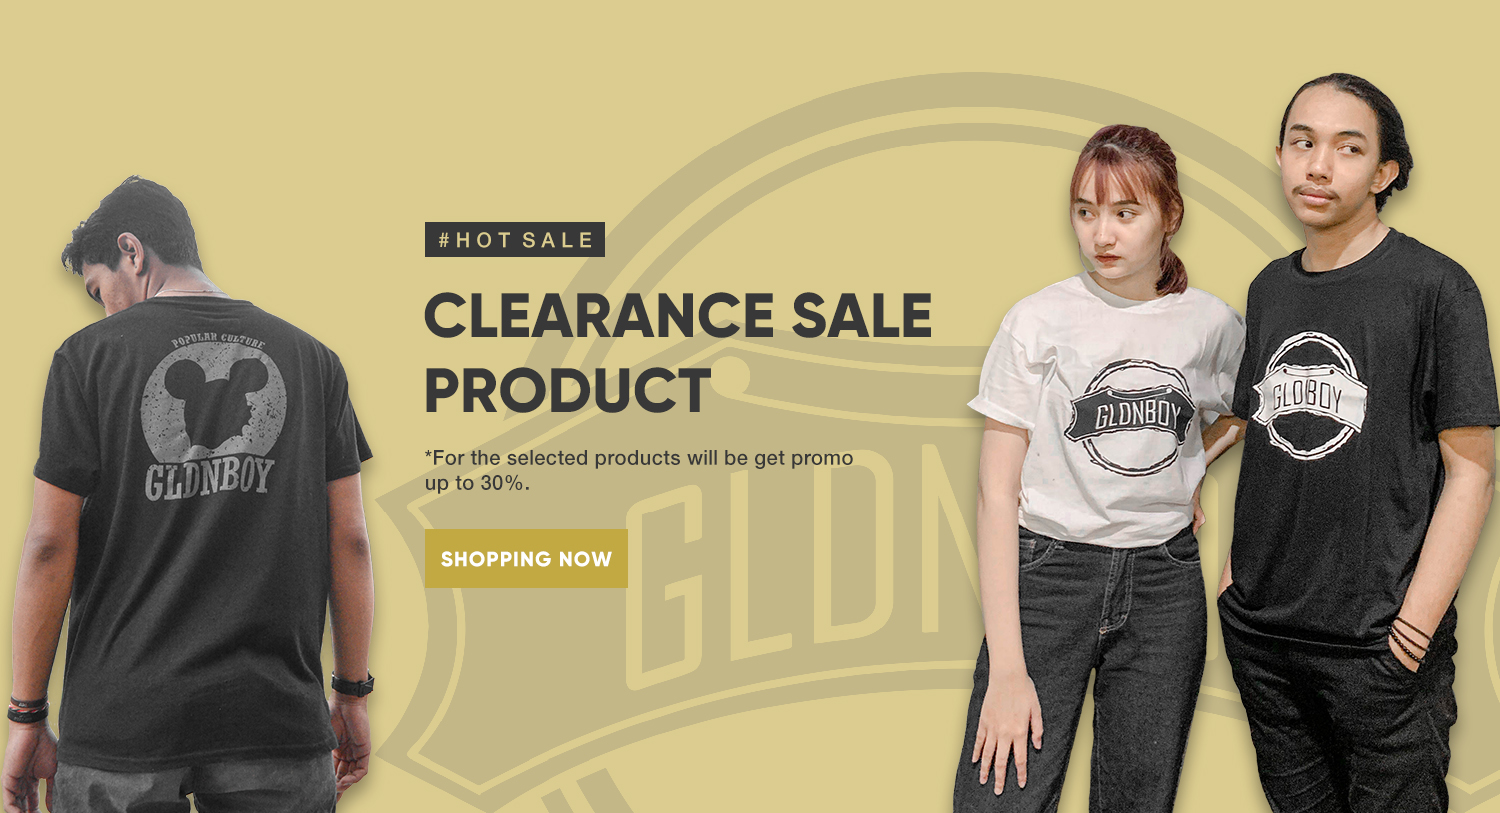 #HOT SALE
CLEARANCE SALE
PRODUCT
*For the selected products will be get promo
up to 30%.
SHOPPING NOW
POPULAR CULTURE
GLDNBOY
GLDNBOY
GLDBOY
GLDN